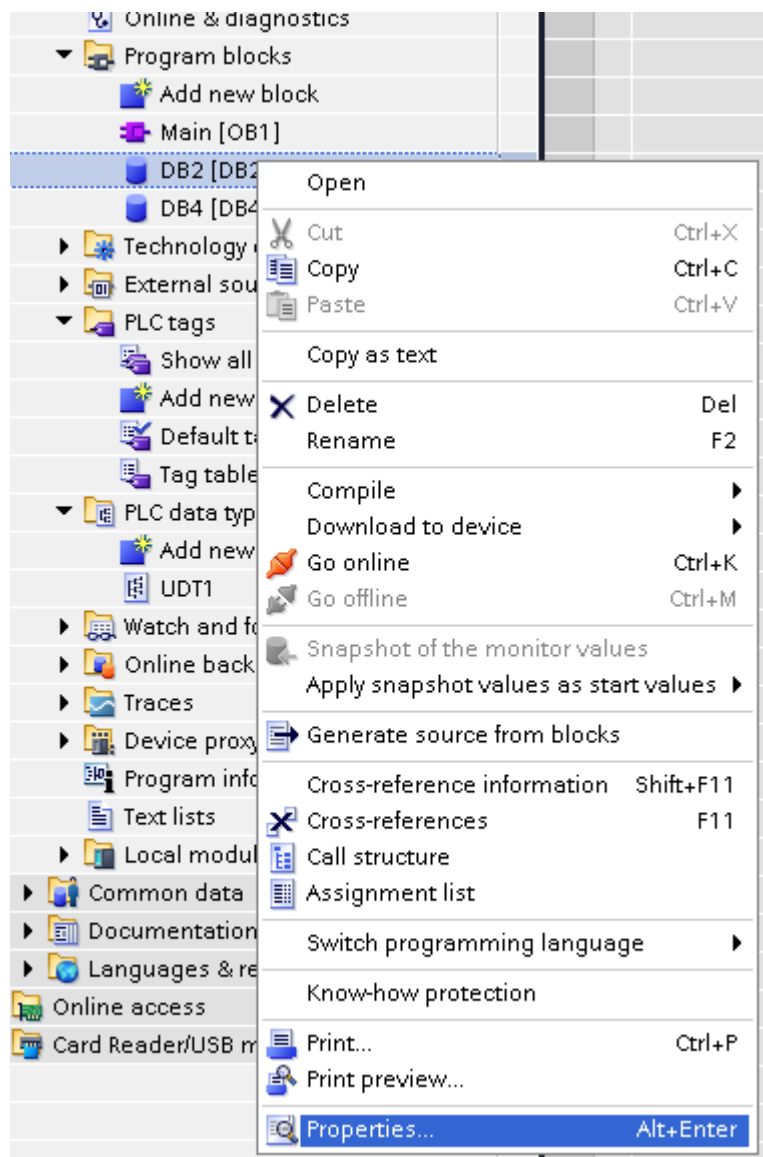 Online & diagnostics
Program blocks
Add new block
Main [OB1]
DB2 [DB2
DB4 [DB4
Technology
External sou
PLC tags
Show all
Add new
Default ta
Tag table
PLC data typ
Add new
UDT1
Watch and fo
Online back
Traces
Device proxy
Program info
Text lists
Local modul
Common data
Documentation
Languages & re
Online access
Card Reader/USB m
Open
Cut Ctrl+X
Copy Ctrl+C
Paste Ctrl+V
Copy as text
Delete Del
Rename F2
Compile
Download to device
Go online Ctrl+K
Go offline Ctrl+M
Snapshot of the monitor values
Apply snapshot values as start values
Generate source from blocks
Cross-reference information Shift+F11
Cross-references F11
Call structure
Assignment list
Switch programming language
Know-how protection
Print... Ctrl+P
Print preview...
Properties... Alt+Enter